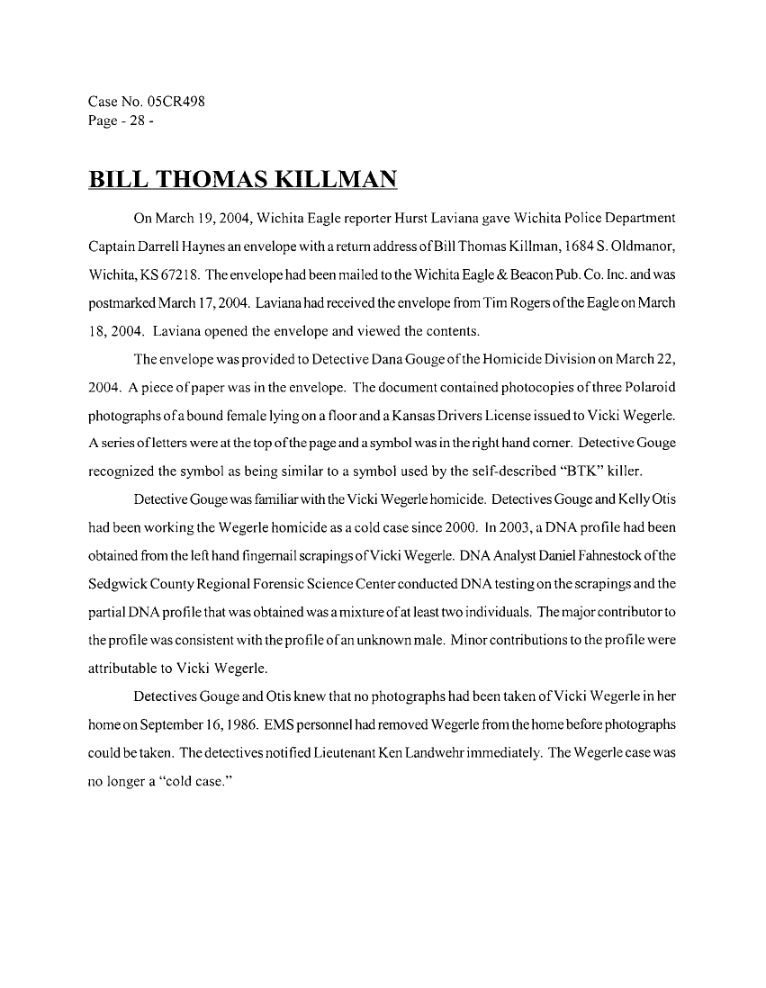 Case No. 05CR498
Page - 28 -
BILL THOMAS KILLMAN
On March 19, 2004, Wichita Eagle reporter Hurst Laviana gave Wichita Police Department
Captain Darrell Haynes an envelope with a return address of Bill Thomas Killman, 1684 S. Oldmanor,
Wichita, KS 67218. The envelope had been mailed to the Wichita Eagle & Beacon Pub. Co. Inc. and was
postmarked March 17, 2004. Laviana had received the envelope from Tim Rogers of the Eagle on March
18, 2004. Laviana opened the envelope and viewed the contents.
The envelope was provided to Detective Dana Gouge of the Homicide Division on March 22,
2004. A piece of paper was in the envelope. The document contained photocopies of three Polaroid
photographs of a bound female lying on a floor and a Kansas Drivers License issued to Vicki Wegerle.
A series of letters were at the top of the page and a symbol was in the right hand corner. Detective Gouge
recognized the symbol as being similar to a symbol used by the self-described “BTK” killer.
Detective Gouge was familiar with the Vicki Wegerle homicide. Detectives Gouge and Kelly Otis
had been working the Wegerle homicide as a cold case since 2000. In 2003, a DNA profile had been
obtained from the left hand fingernail scrapings of Vicki Wegerle. DNA Analyst Daniel Fahnestock of the
Sedgwick County Regional Forensic Science Center conducted DNA testing on the scrapings and the
partial DNA profile that was obtained was a mixture of at least two individuals. The major contributor to
the profile was consistent with the profile of an unknown male. Minor contributions to the profile were
attributable to Vicki Wegerle.
Detectives Gouge and Otis knew that no photographs had been taken of Vicki Wegerle in her
home on September 16, 1986. EMS personnel had removed Wegerle from the home before photographs
could be taken. The detectives notified Lieutenant Ken Landwehr immediately. The Wegerle case was
no longer a “cold case.”